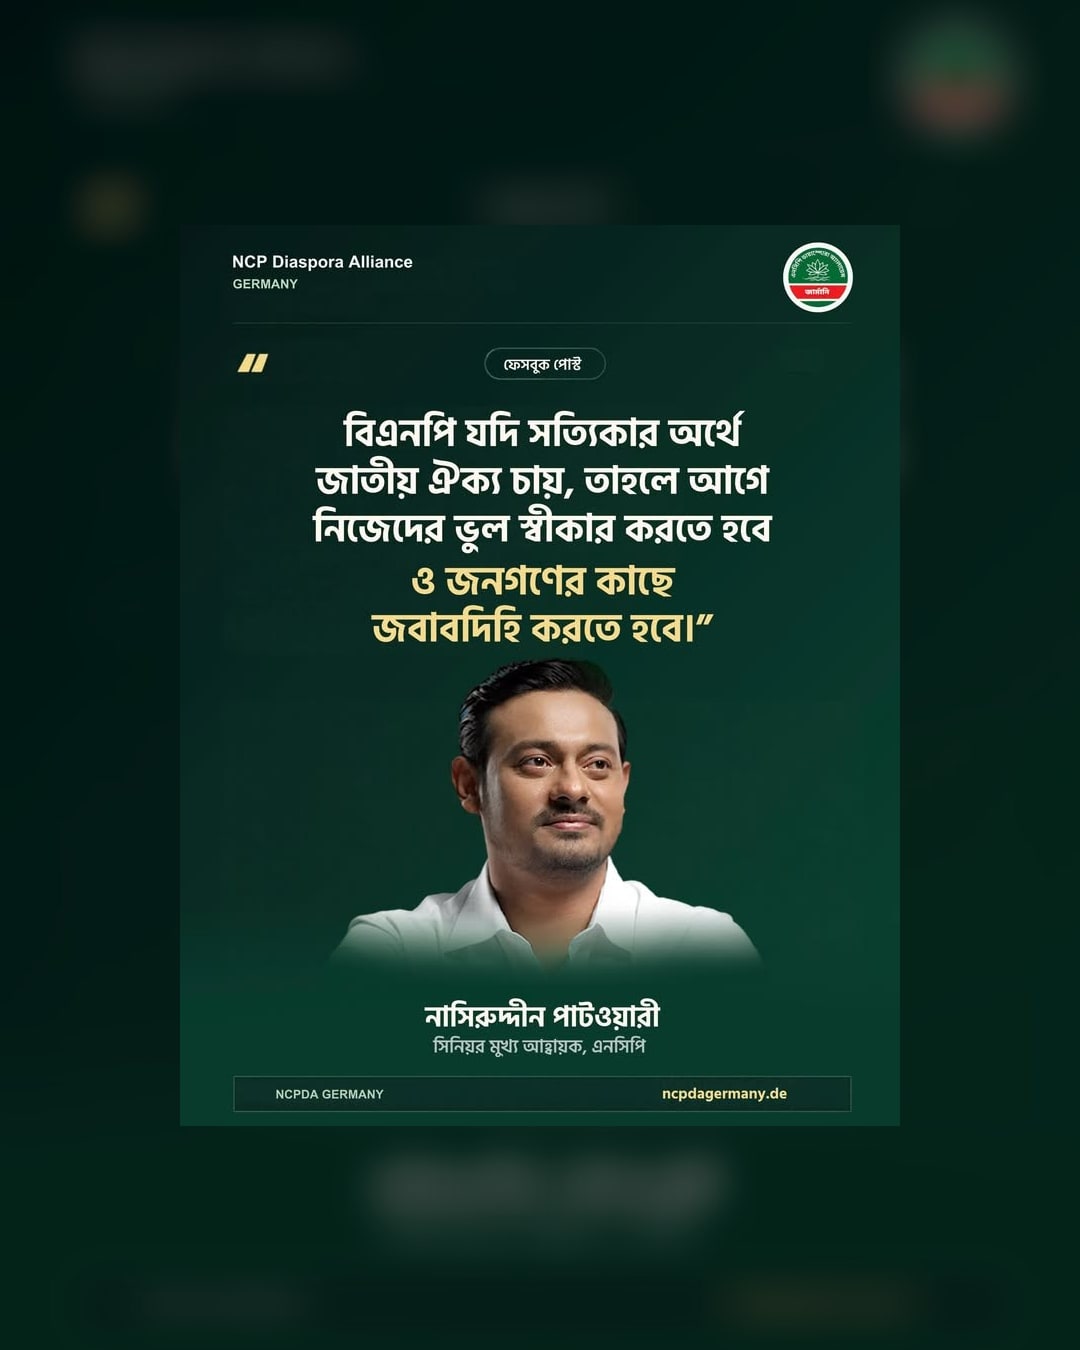 NCP Diaspora Alliance
GERMANY
এনসিপি ডায়াস্পোরা অ্যালায়েন্স
জার্মানি
ফেসবুক পোস্ট
বিএনপি যদি সত্যিকার অর্থে
জাতীয় ঐক্য চায়, তাহলে আগে
নিজেদের ভুল স্বীকার করতে হবে
ও জনগণের কাছে
জবাবদিহি করতে হবে।”
নাসিরুদ্দীন পাটওয়ারী
সিনিয়র মুখ্য আহ্বায়ক, এনসিপি
NCPDA GERMANY
ncpdagermany.de